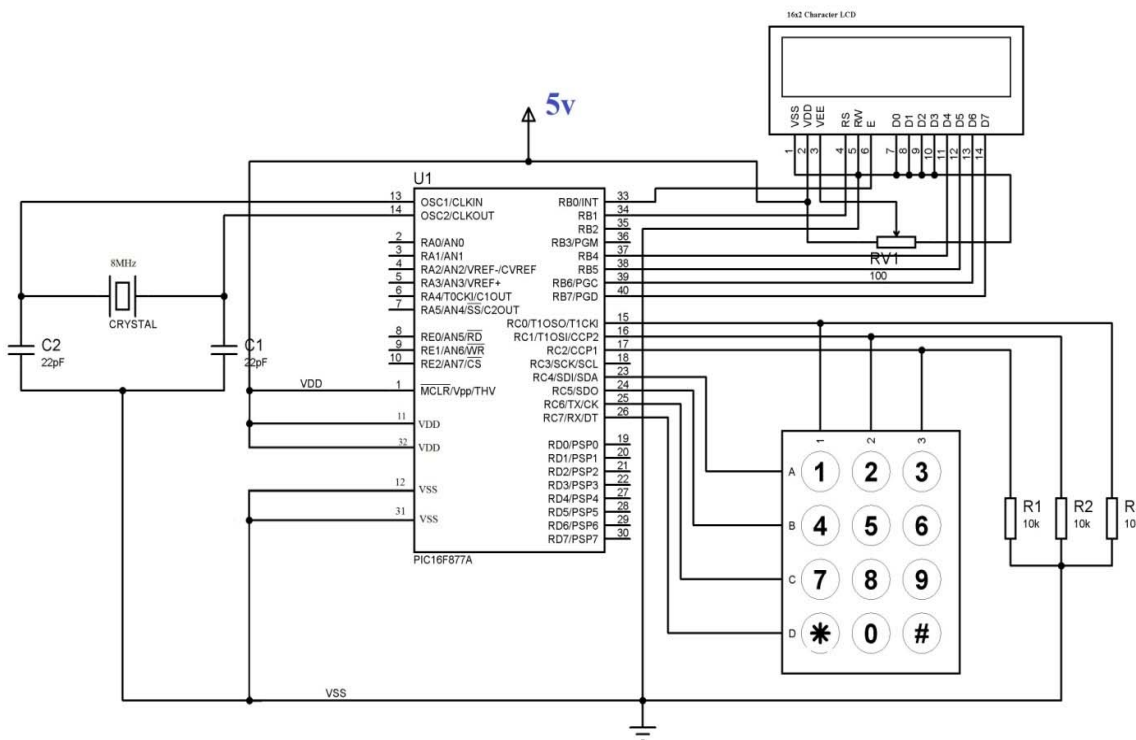 16x2 Character LCD
VSS
VDD
VEE
RS
RW
E
D0
D1
D2
D3
D4
D5
D6
D7
1
2
3
4
5
6
7
8
9
10
11
12
13
14
5v
U1
13 OSC1/CLKIN
14 OSC2/CLKOUT
2 RA0/AN0
3 RA1/AN1
4 RA2/AN2/VREF-/CVREF
5 RA3/AN3/VREF+
6 RA4/T0CKI/C1OUT
7 RA5/AN4/SS/C2OUT
8 RE0/AN5/RD
9 RE1/AN6/WR
10 RE2/AN7/CS
VDD 1 MCLR/Vpp/THV
11 VDD
32 VDD
12 VSS
31 VSS
PIC16F877A
RB0/INT 33
RB1 34
RB2 35
RB3/PGM 36
RB4 37
RB5 38
RB6/PGC 39
RB7/PGD 40
RC0/T1OSO/T1CKI 15
RC1/T1OSI/CCP2 16
RC2/CCP1 17
RC3/SCK/SCL 18
RC4/SDI/SDA 23
RC5/SDO 24
RC6/TX/CK 25
RC7/RX/DT 26
RD0/PSP0 19
RD1/PSP1 20
RD2/PSP2 21
RD3/PSP3 22
RD4/PSP4 27
RD5/PSP5 28
RD6/PSP6 29
RD7/PSP7 30
8MHz
CRYSTAL
C2
22pF
C1
22pF
RV1
100
1 2 3
A 1 2 3
B 4 5 6
C 7 8 9
D * 0 #
R1
10k
R2
10k
R
10
VSS